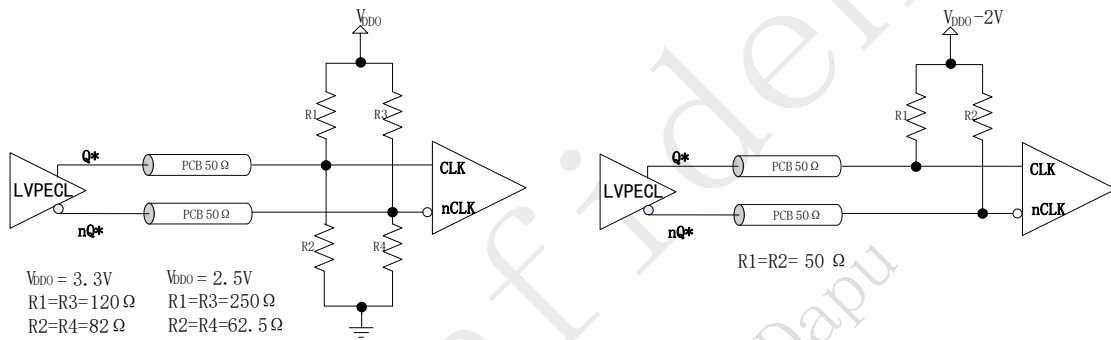 VDDO
R1
R3
Q*
PCB 50 Ω
LVPECL
CLK
PCB 50 Ω
nCLK
nQ*
R2
R4
VDDO = 3.3V
R1=R3=120 Ω
R2=R4=82 Ω
VDDO = 2.5V
R1=R3=250 Ω
R2=R4=62.5 Ω
VDDO-2V
R1
R2
Q*
PCB 50 Ω
LVPECL
CLK
PCB 50 Ω
nCLK
nQ*
R1=R2= 50 Ω
fiden
Dapu